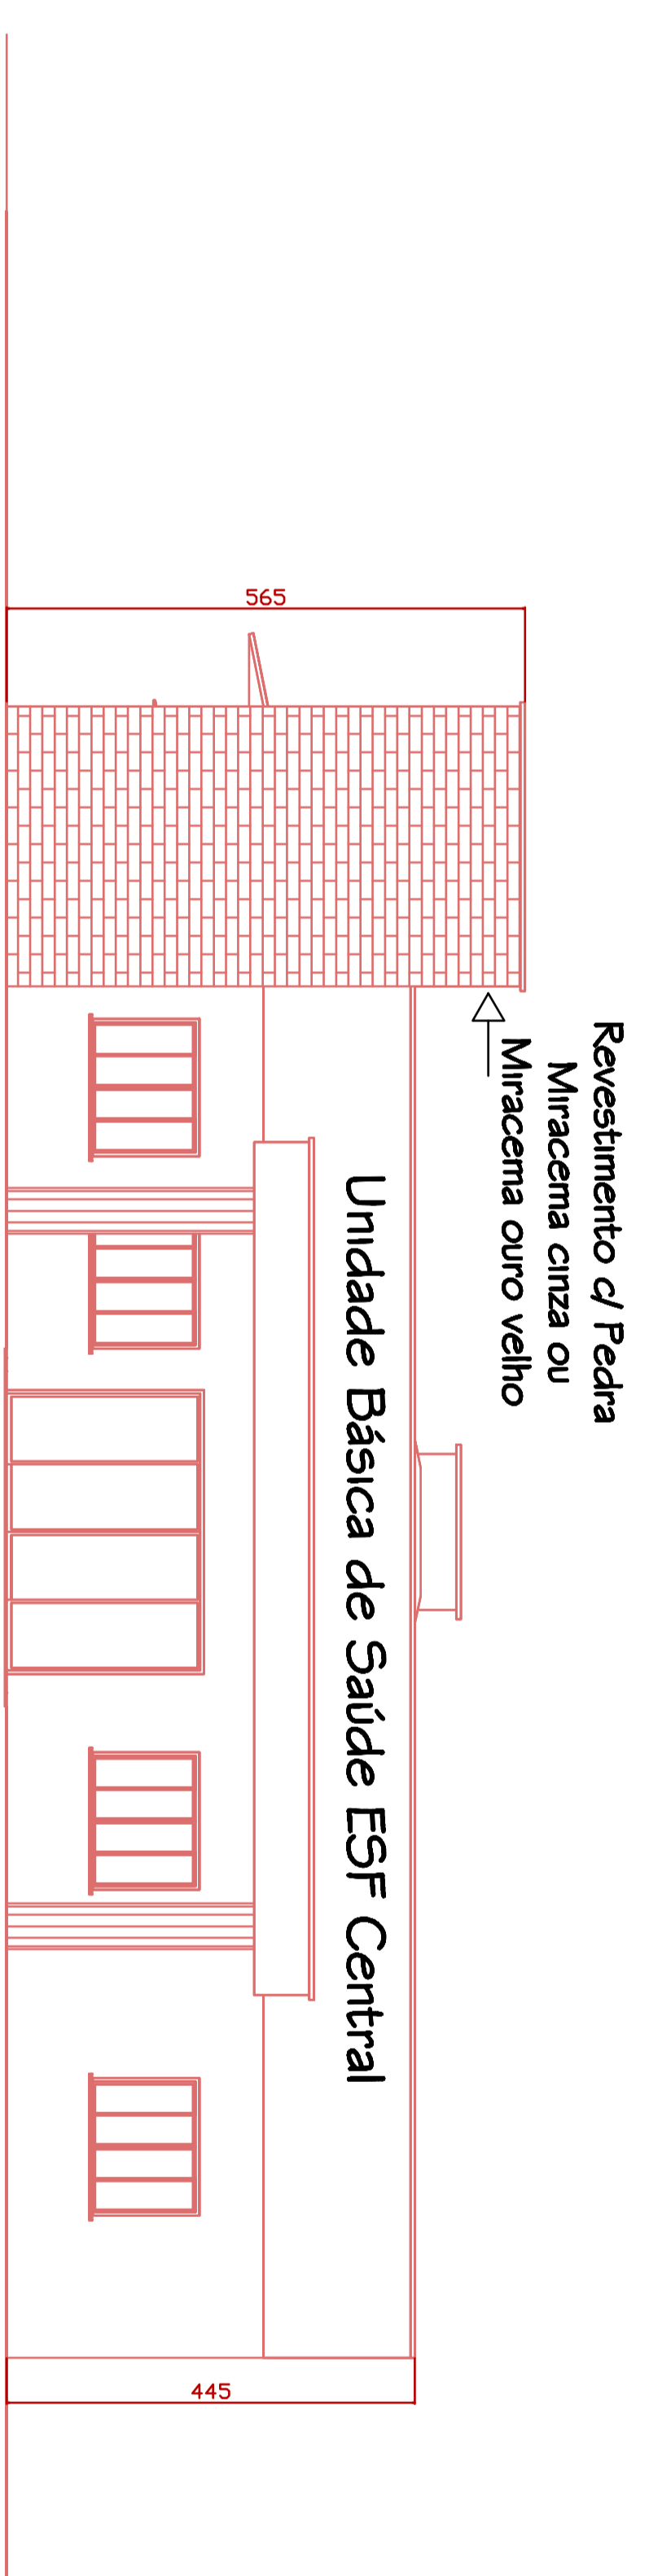 Revestimento c/ Pedra
Miracema cinza ou
Miracema ouro velho
Unidade Básica de Saúde ESF Central
565
445